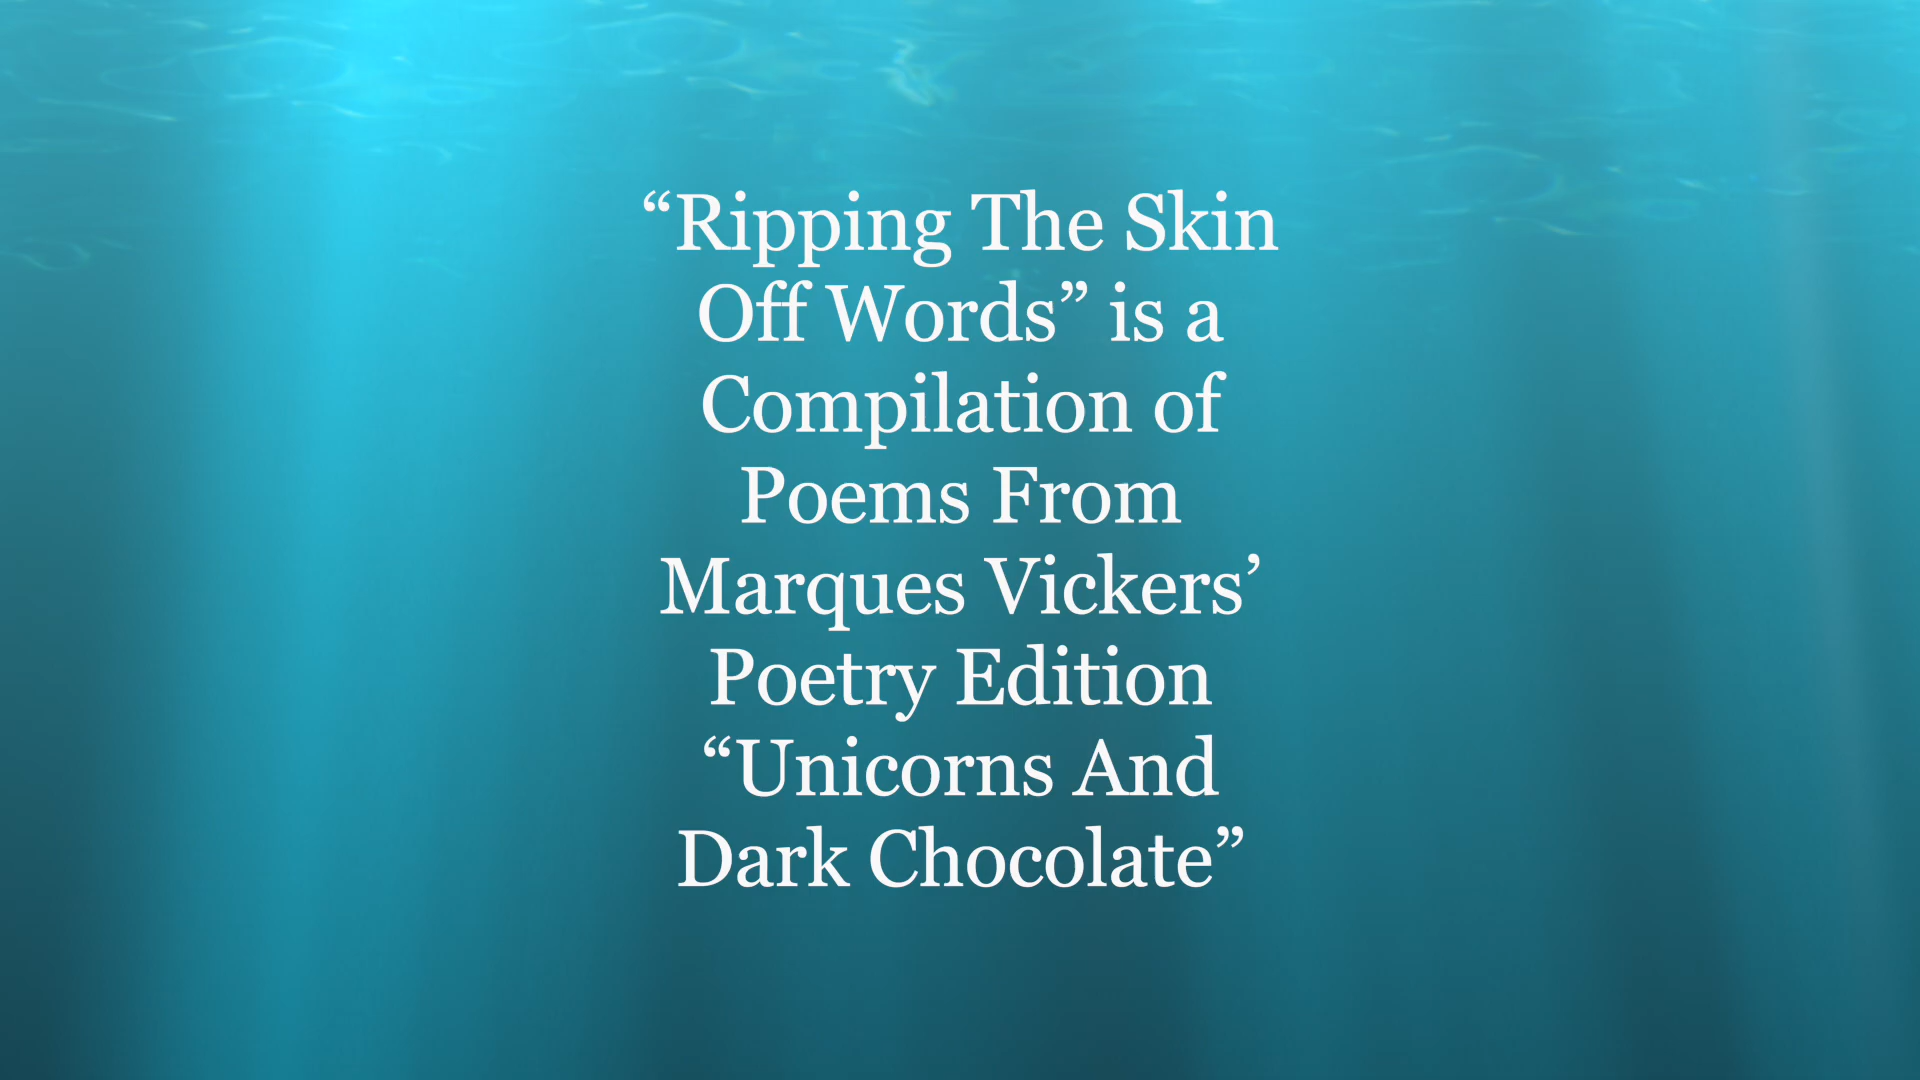 “Ripping The Skin
Off Words” is a
Compilation of
Poems From
Marques Vickers’
Poetry Edition
“Unicorns And
Dark Chocolate”